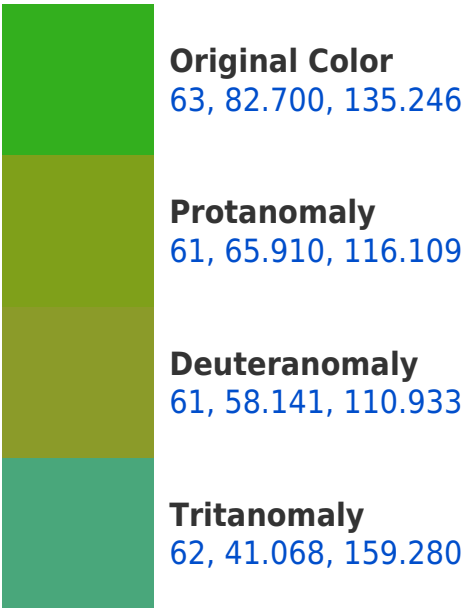 Original Color
63, 82.700, 135.246
Protanomaly
61, 65.910, 116.109
Deuteranomaly
61, 58.141, 110.933
Tritanomaly
62, 41.068, 159.280